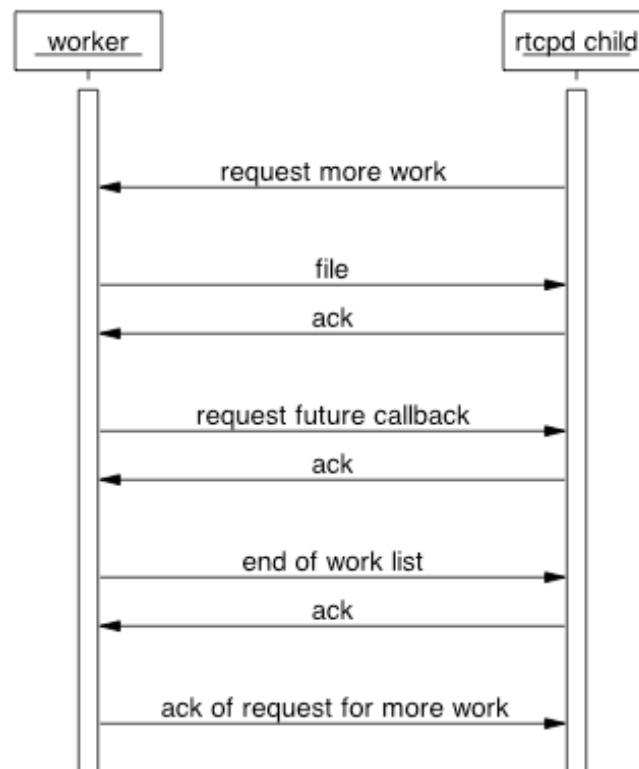 worker
rtcpd child
request more work
file
ack
request future callback
ack
end of work list
ack
ack of request for more work